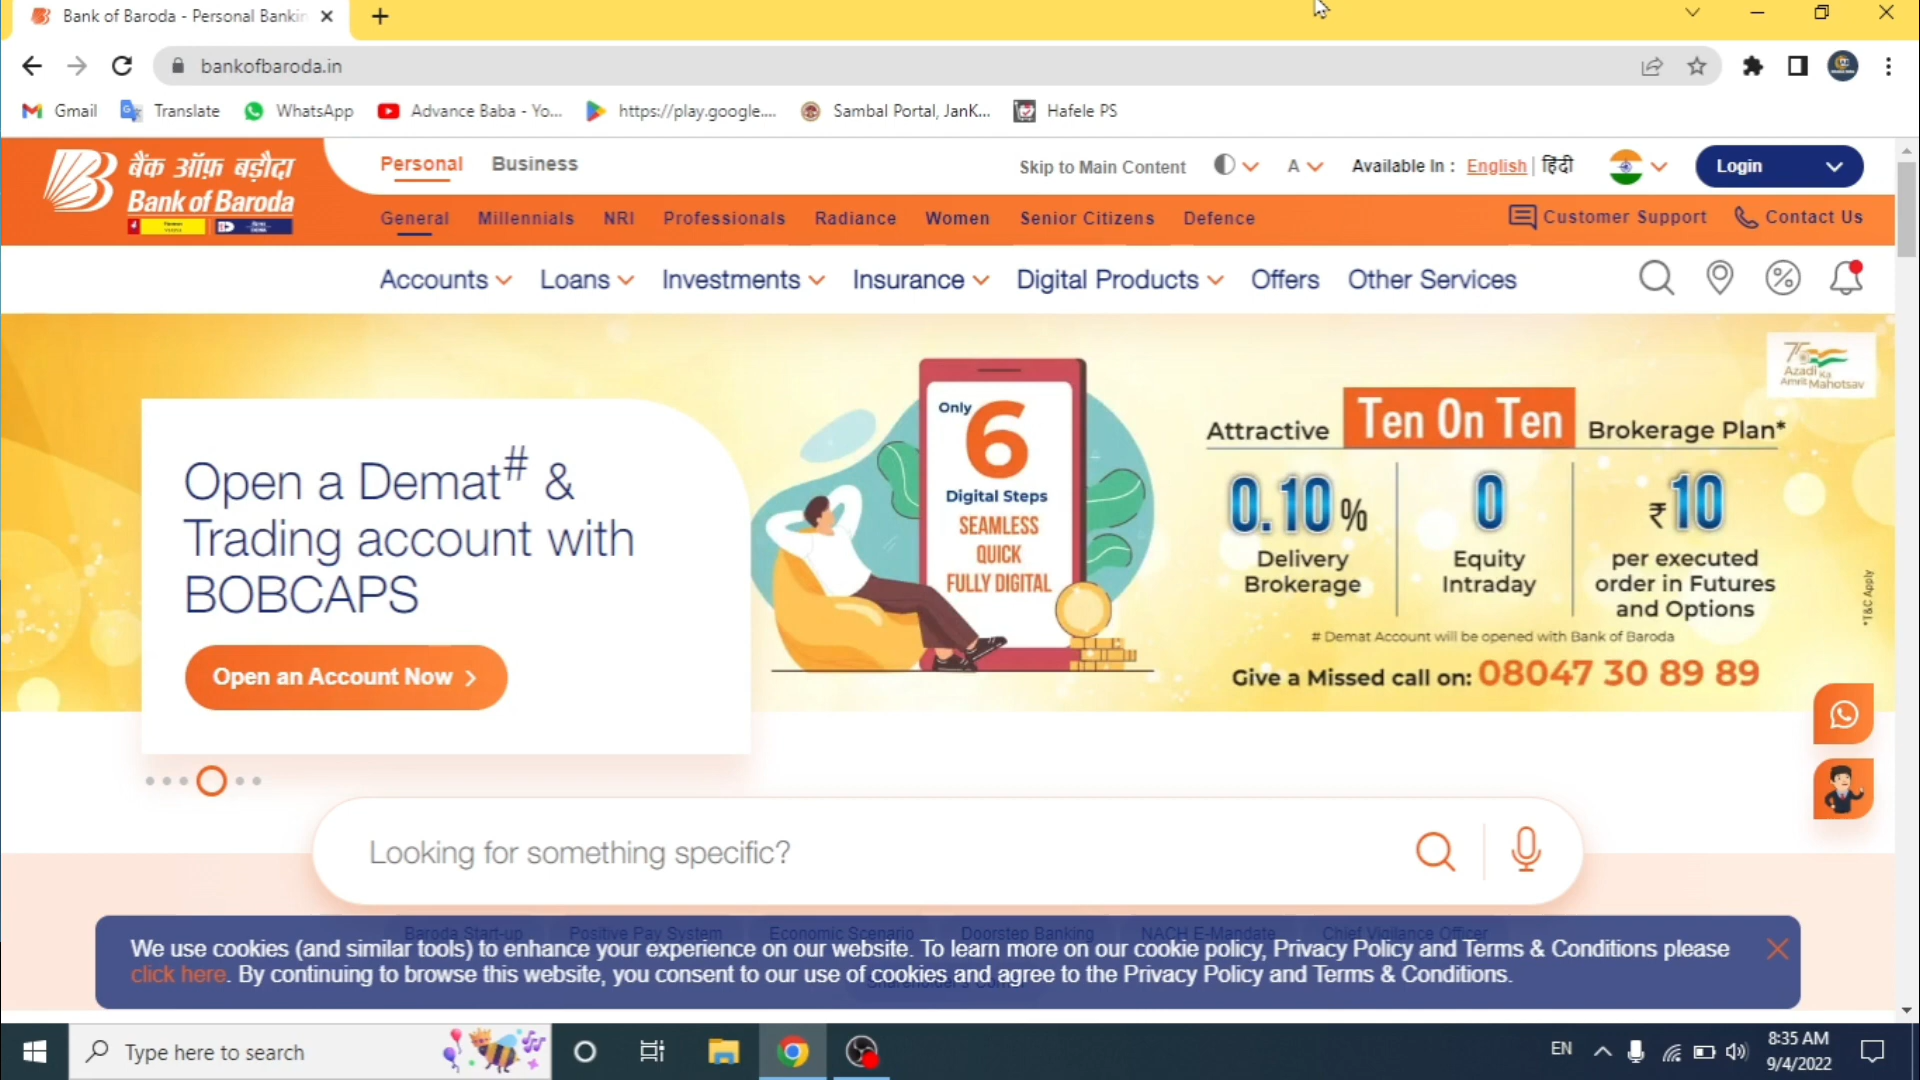 Bank of Baroda - Personal Bankin
bankofbaroda.in
Gmail Translate WhatsApp Advance Baba - Yo... https://play.google.... Sambal Portal, JanK... Hafele PS
बैंक ऑफ़ बड़ौदा
Bank of Baroda
Personal Business
Skip to Main Content A Available In : English | हिंदी Login
General Millennials NRI Professionals Radiance Women Senior Citizens Defence
Customer Support Contact Us
Accounts Loans Investments Insurance Digital Products Offers Other Services
Azadi Ka
Amrit Mahotsav
Open a Demat# &
Trading account with
BOBCAPS
Open an Account Now
Only 6
Digital Steps
SEAMLESS
QUICK
FULLY DIGITAL
Attractive Ten On Ten Brokerage Plan*
0.10% 0 ₹10
Delivery Brokerage
Equity Intraday
per executed
order in Futures
and Options
*T&C Apply
# Demat Account will be opened with Bank of Baroda
Give a Missed call on: 08047 30 89 89
Looking for something specific?
Baroda Start-up Positive Pay System Economic Scenario Doorstep Banking NACH E-Mandate Chief Vigilance Officer
We use cookies (and similar tools) to enhance your experience on our website. To learn more on our cookie policy, Privacy Policy and Terms & Conditions please
click here. By continuing to browse this website, you consent to our use of cookies and agree to the Privacy Policy and Terms & Conditions.
Type here to search
EN
8:35 AM
9/4/2022